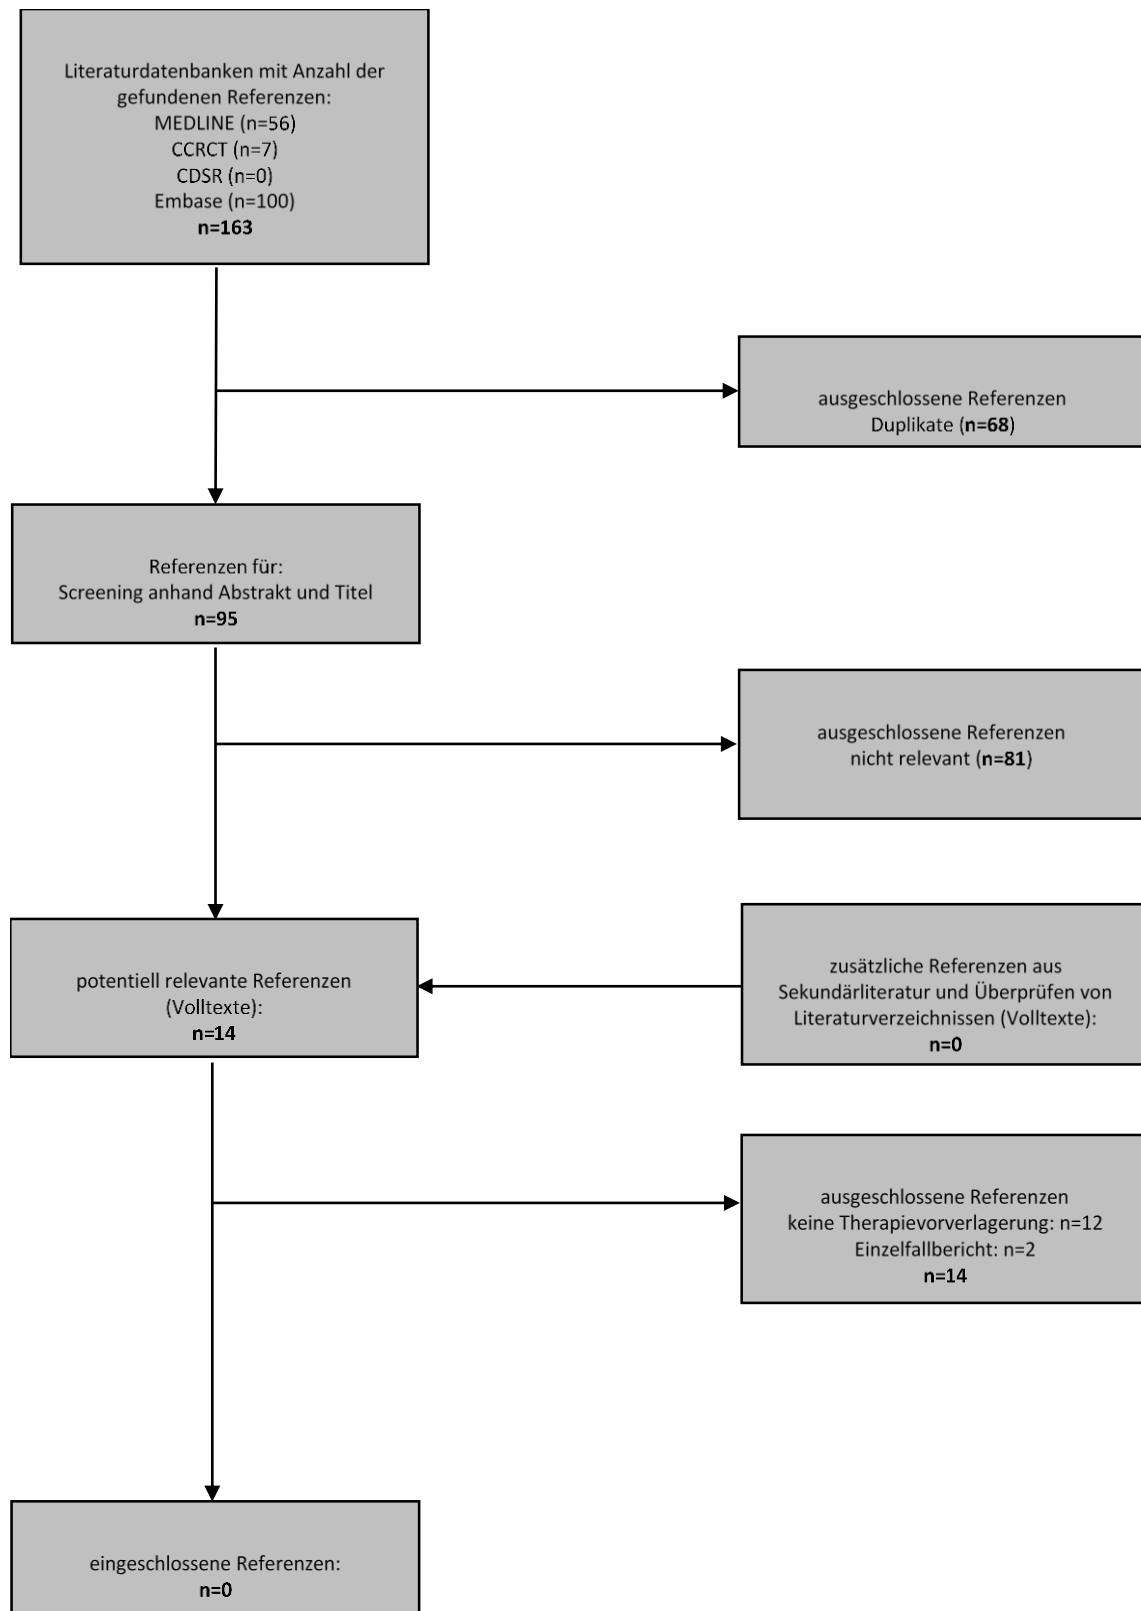 Literaturdatenbanken mit Anzahl der
gefundenen Referenzen:
MEDLINE (n=56)
CCRCT (n=7)
CDSR (n=0)
Embase (n=100)
n=163
ausgeschlossene Referenzen
Duplikate (n=68)
Referenzen für:
Screening anhand Abstrakt und Titel
n=95
ausgeschlossene Referenzen
nicht relevant (n=81)
potentiell relevante Referenzen
(Volltexte):
n=14
zusätzliche Referenzen aus
Sekundärliteratur und Überprüfen von
Literaturverzeichnissen (Volltexte):
n=0
ausgeschlossene Referenzen
keine Therapievorverlagerung: n=12
Einzelfallbericht: n=2
n=14
eingeschlossene Referenzen:
n=0